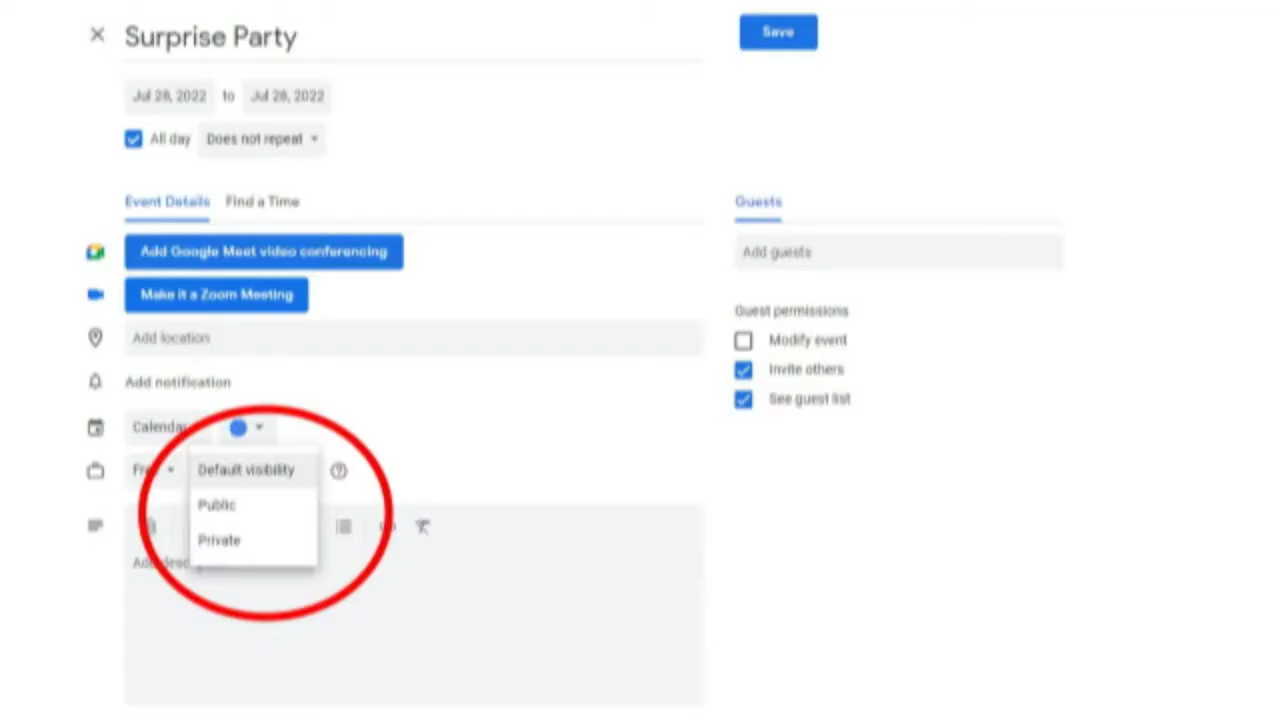 Surprise Party
Save
Jul 28, 2022 to Jul 28, 2022
All day Does not repeat
Event Details Find a Time
Guests
Add Google Meet video conferencing
Add guests
Make it a Zoom Meeting
Guest permissions
Add location
Modify event
Invite others
Add notification
See guest list
Calendar
Default visibility
Public
Private